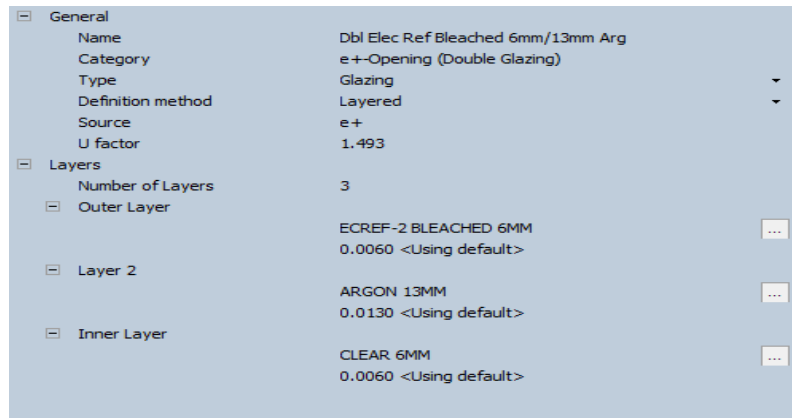 General
Name Dbl Elec Ref Bleached 6mm/13mm Arg
Category e+-Opening (Double Glazing)
Type Glazing
Definition method Layered
Source e+
U factor 1.493
Layers
Number of Layers 3
Outer Layer
ECREF-2 BLEACHED 6MM ...
0.0060 <Using default>
Layer 2
ARGON 13MM ...
0.0130 <Using default>
Inner Layer
CLEAR 6MM ...
0.0060 <Using default>